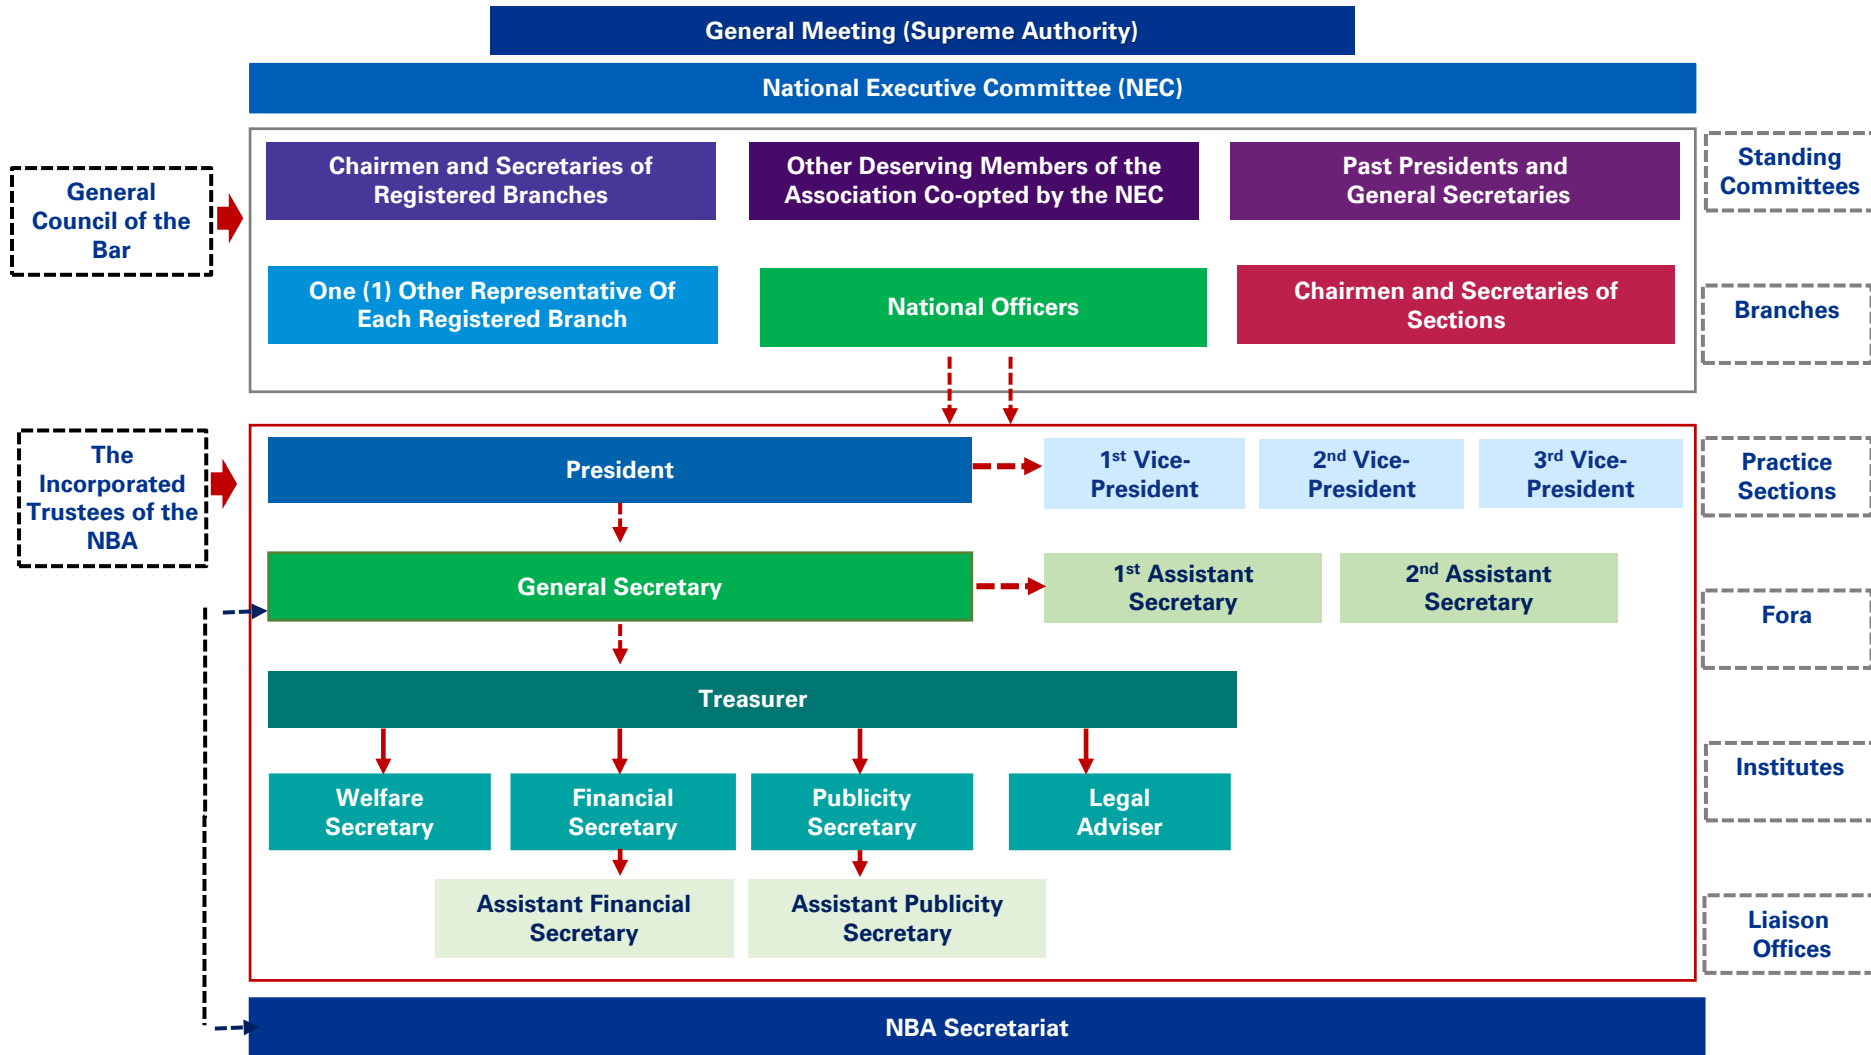 General Meeting (Supreme Authority)
National Executive Committee (NEC)
General
Council of the
Bar
Chairmen and Secretaries of
Registered Branches
Other Deserving Members of the
Association Co-opted by the NEC
Past Presidents and
General Secretaries
Standing
Committees
One (1) Other Representative Of
Each Registered Branch
National Officers
Chairmen and Secretaries of
Sections
Branches
The
Incorporated
Trustees of the
NBA
President
1st Vice-
President
2nd Vice-
President
3rd Vice-
President
Practice
Sections
General Secretary
1st Assistant
Secretary
2nd Assistant
Secretary
Fora
Treasurer
Welfare
Secretary
Financial
Secretary
Publicity
Secretary
Legal
Adviser
Institutes
Assistant Financial
Secretary
Assistant Publicity
Secretary
Liaison
Offices
NBA Secretariat